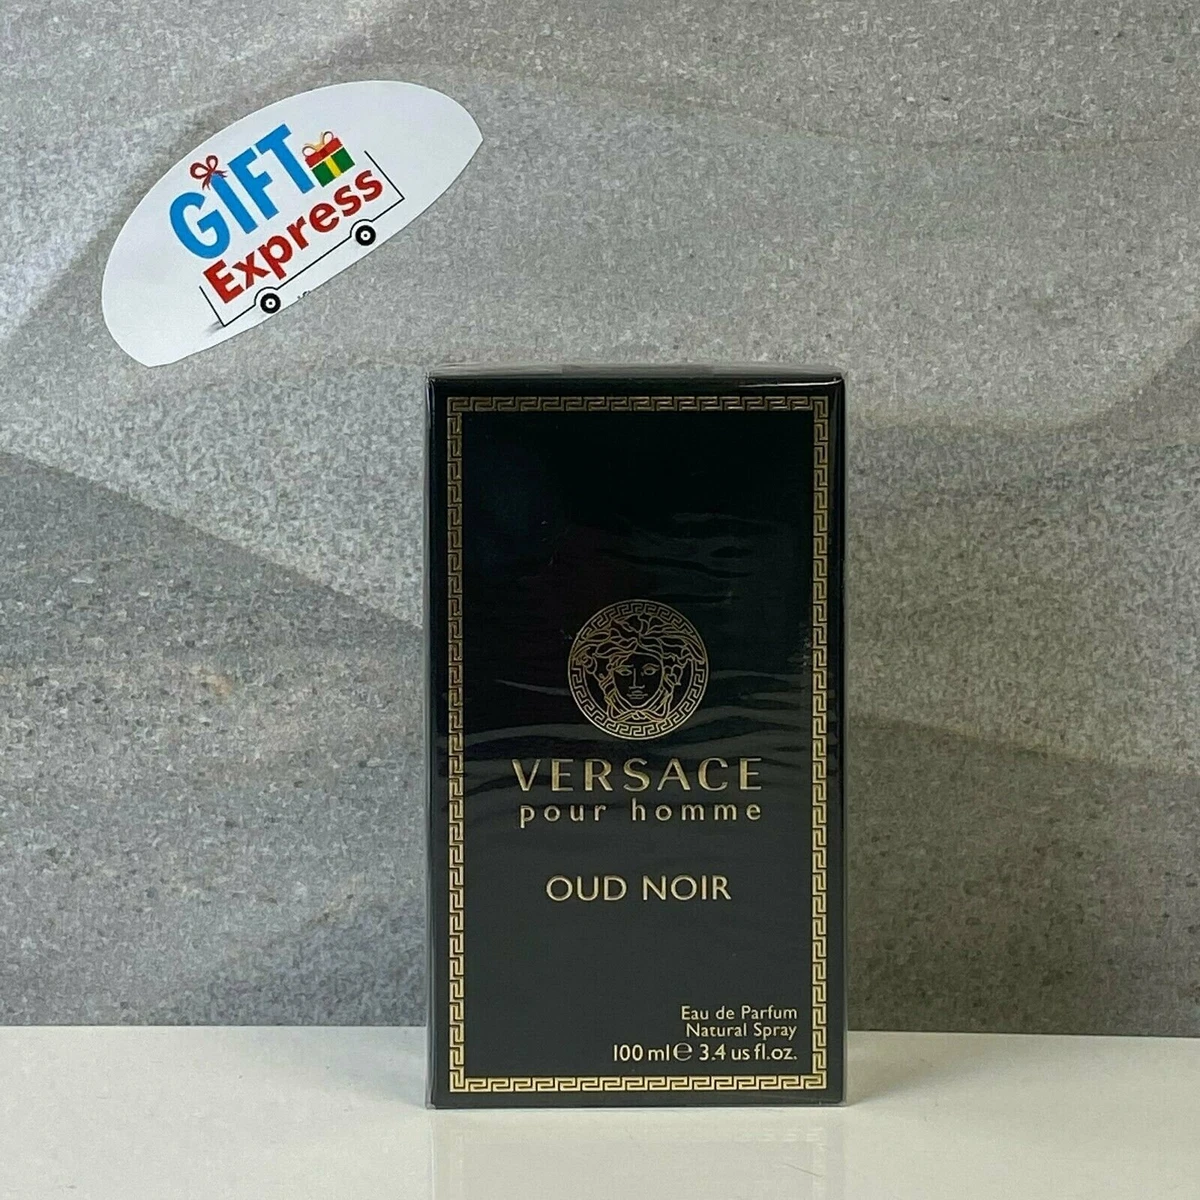 GIFT
Express
VERSACE
pour homme
OUD NOIR
Eau de Parfum
Natural Spray
100 ml ℮ 3.4 us fl.oz.